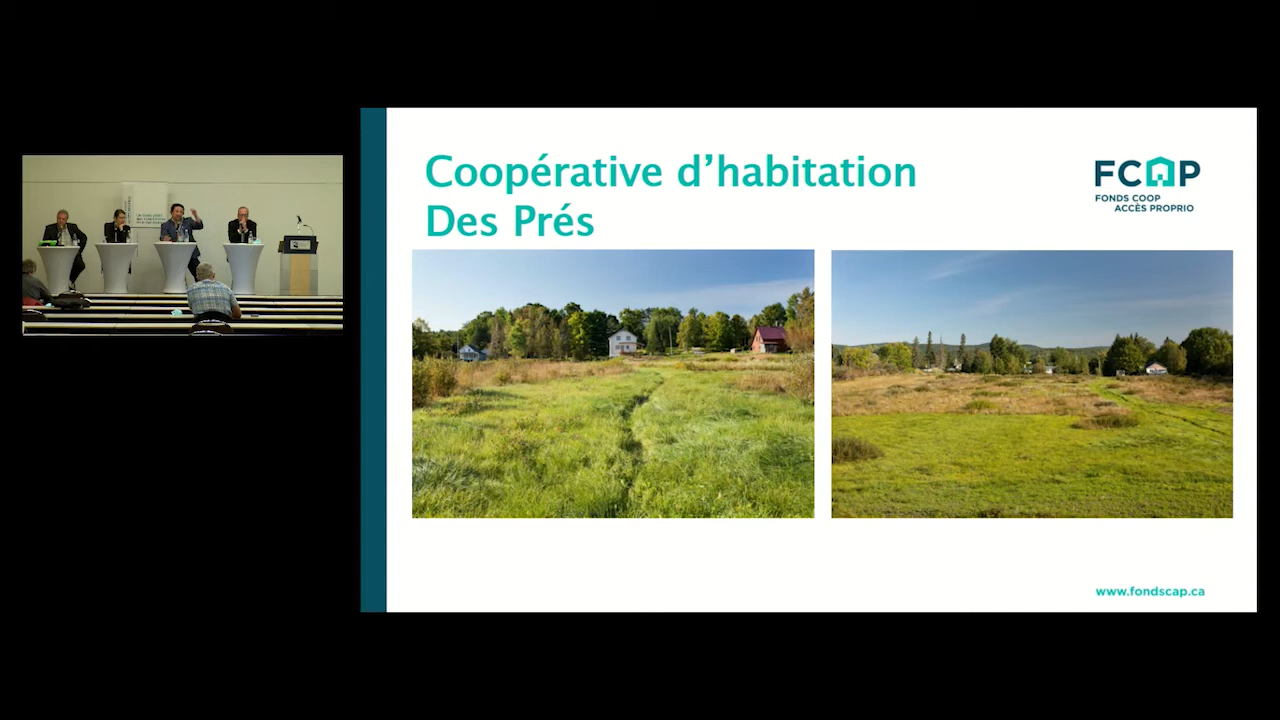 Coopérative d’habitation
Des Prés
FCAP
FONDS COOP
ACCÈS PROPRIO
www.fondscap.ca